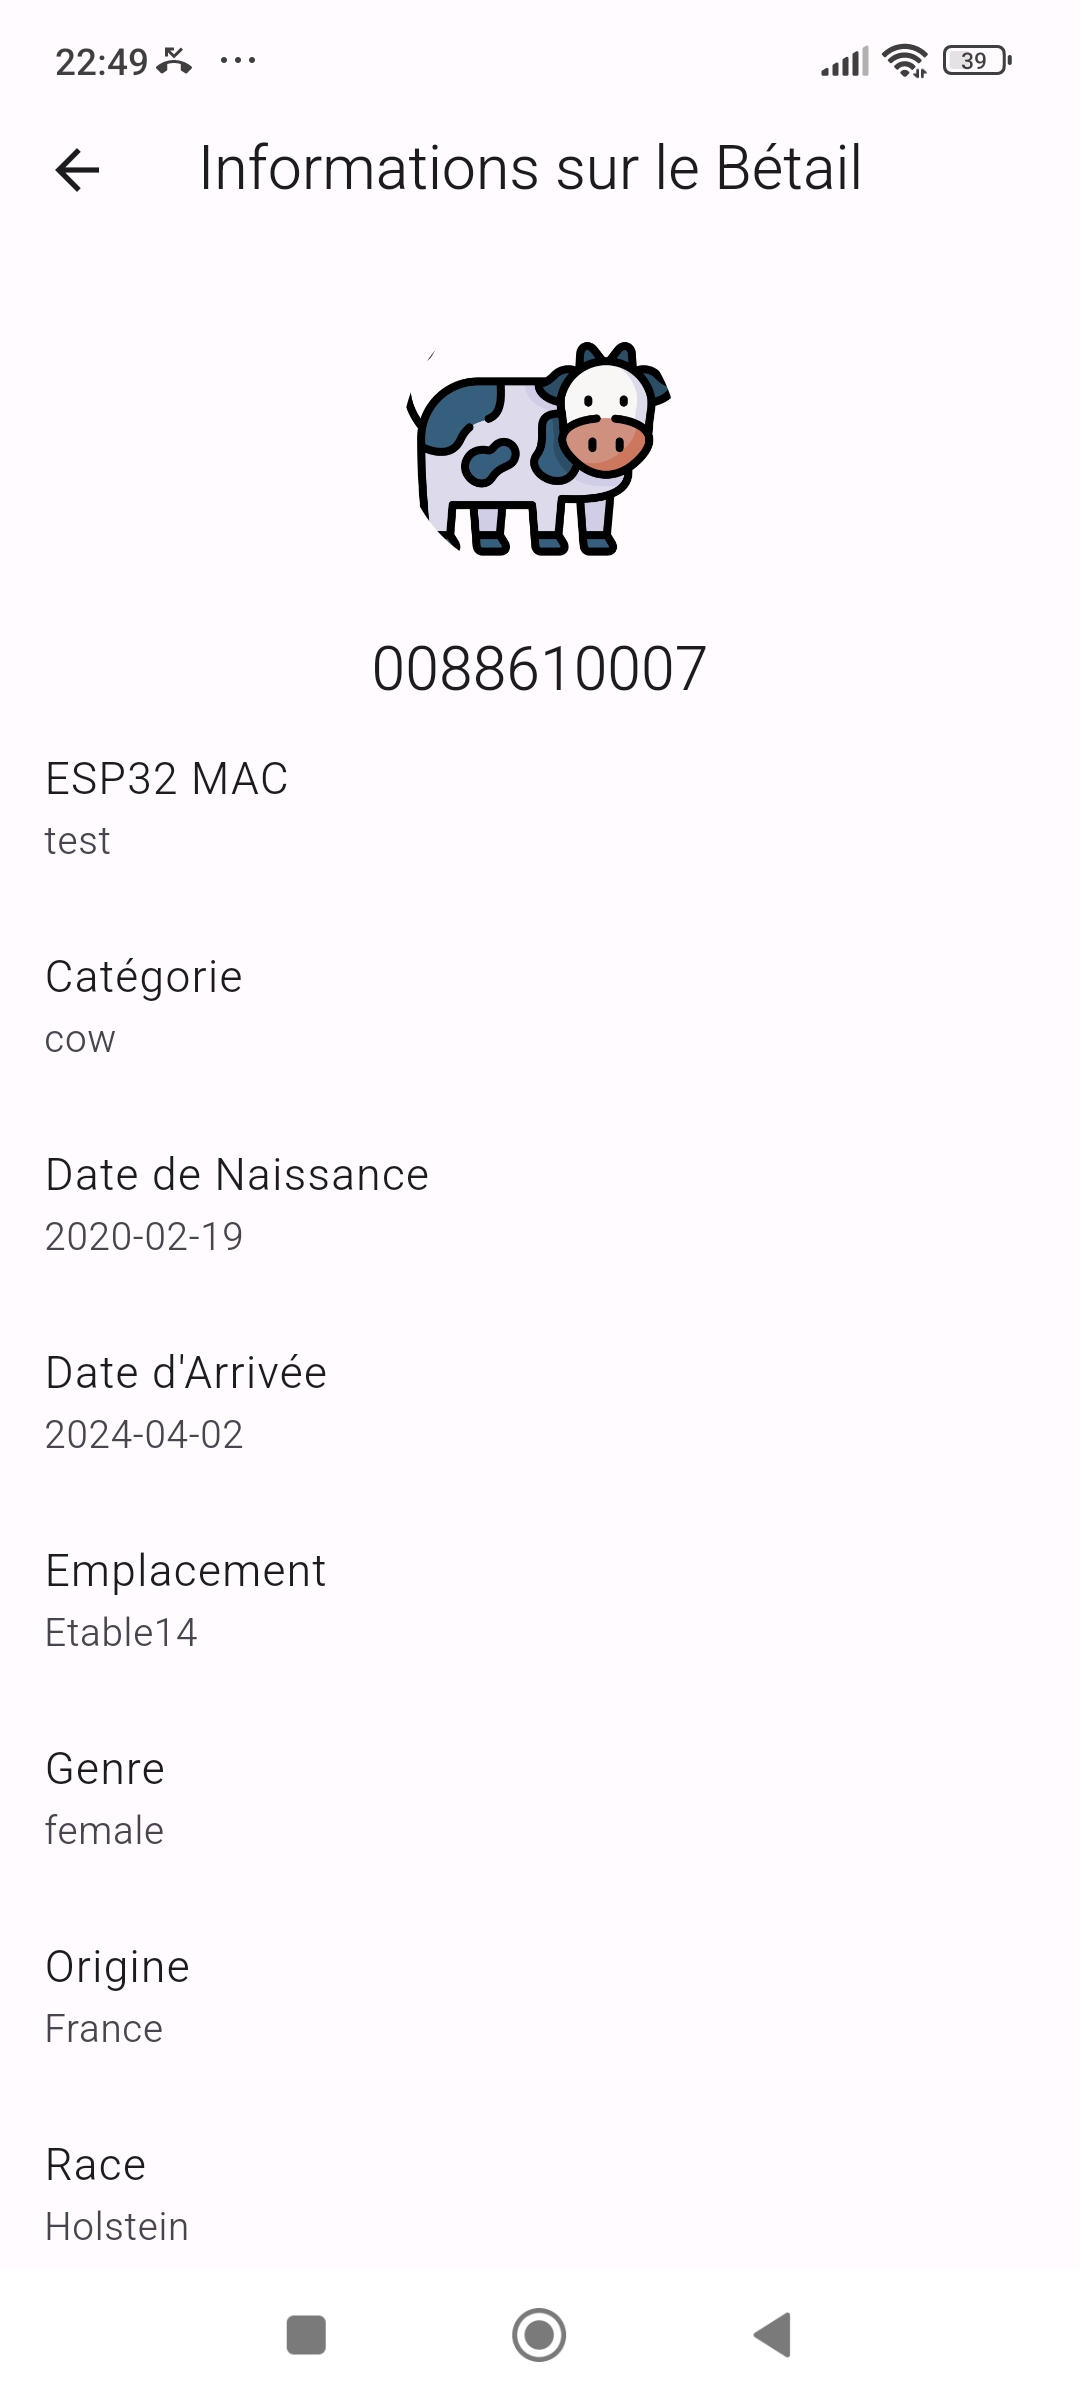 22:49
39
Informations sur le Bétail
0088610007
ESP32 MAC
test
Catégorie
cow
Date de Naissance
2020-02-19
Date d'Arrivée
2024-04-02
Emplacement
Etable14
Genre
female
Origine
France
Race
Holstein